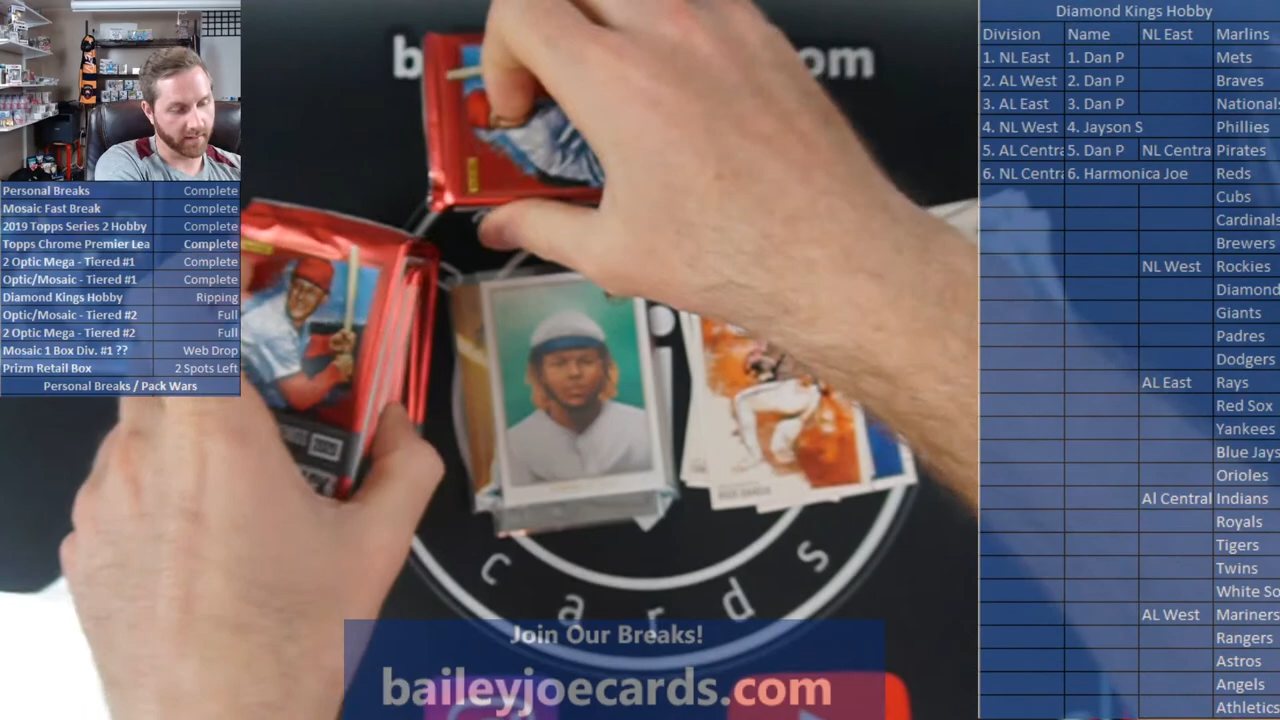 Personal Breaks Complete
Mosaic Fast Break Complete
2019 Topps Series 2 Hobby Complete
Topps Chrome Premier Lea Complete
2 Optic Mega - Tiered #1 Complete
Optic/Mosaic - Tiered #1 Complete
Diamond Kings Hobby Ripping
Optic/Mosaic - Tiered #2 Full
2 Optic Mega - Tiered #2 Full
Mosaic 1 Box Div. #1 ?? Web Drop
Prizm Retail Box 2 Spots Left
Personal Breaks / Pack Wars
b om
cards
Join Our Breaks!
baileyjoecards.com
Diamond Kings Hobby
Division Name NL East Marlins
1. NL East 1. Dan P Mets
2. AL West 2. Dan P Braves
3. AL East 3. Dan P Nationals
4. NL West 4. Jayson S Phillies
5. AL Centra 5. Dan P NL Centra Pirates
6. NL Centra 6. Harmonica Joe Reds
Cubs
Cardinals
Brewers
NL West Rockies
Diamond
Giants
Padres
Dodgers
AL East Rays
Red Sox
Yankees
Blue Jays
Orioles
Al Central Indians
Royals
Tigers
Twins
White So
AL West Mariners
Rangers
Astros
Angels
Athletics